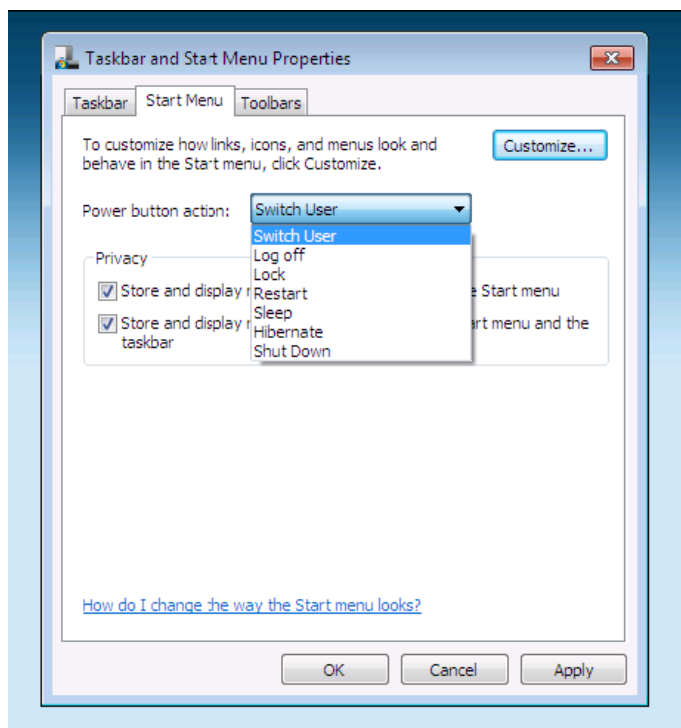 Taskbar and Start Menu Properties
Taskbar
Start Menu
Toolbars
To customize how links, icons, and menus look and
behave in the Start menu, click Customize.
Customize...
Power button action:
Switch User
Switch User
Log off
Lock
Restart
Sleep
Hibernate
Shut Down
Privacy
Store and display
Start menu
Store and display
menu and the
taskbar
How do I change the way the Start menu looks?
OK
Cancel
Apply